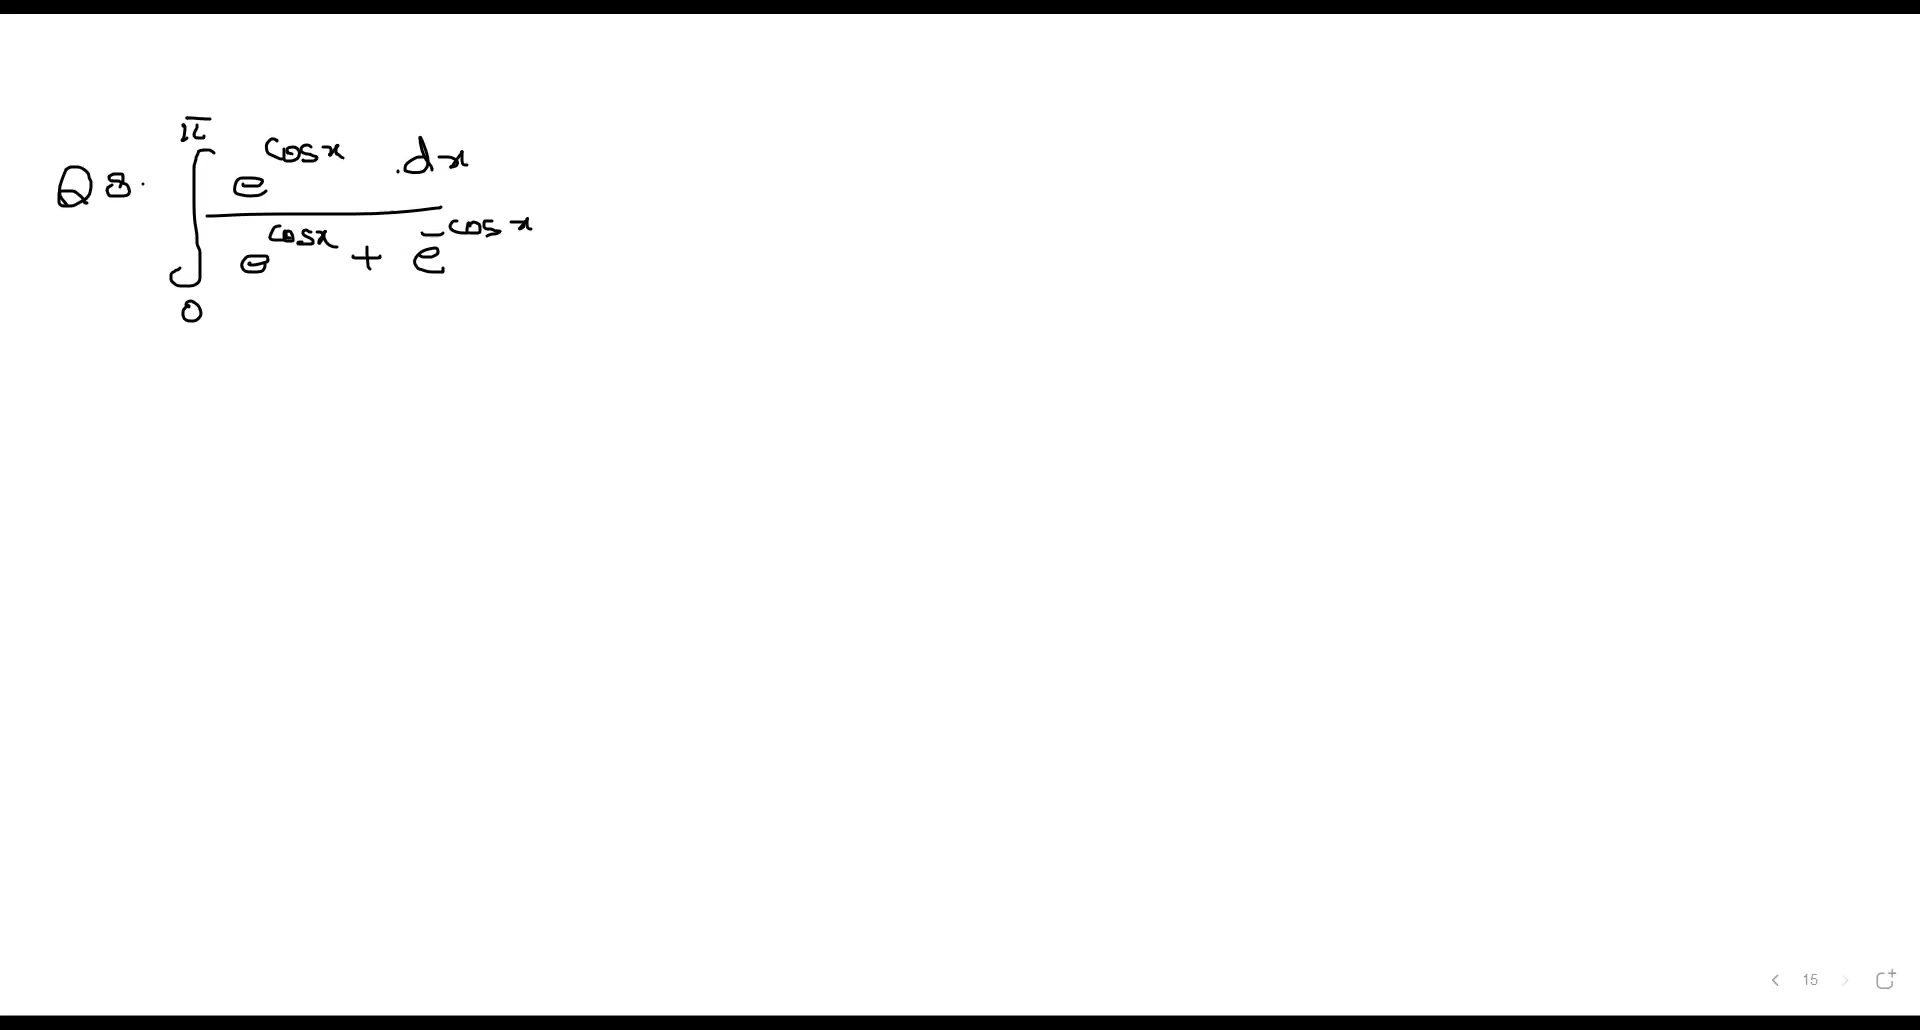 Q8. ∫₀^π e^{cosx} .dx / e^{cosx} + e^{-cosx}
15